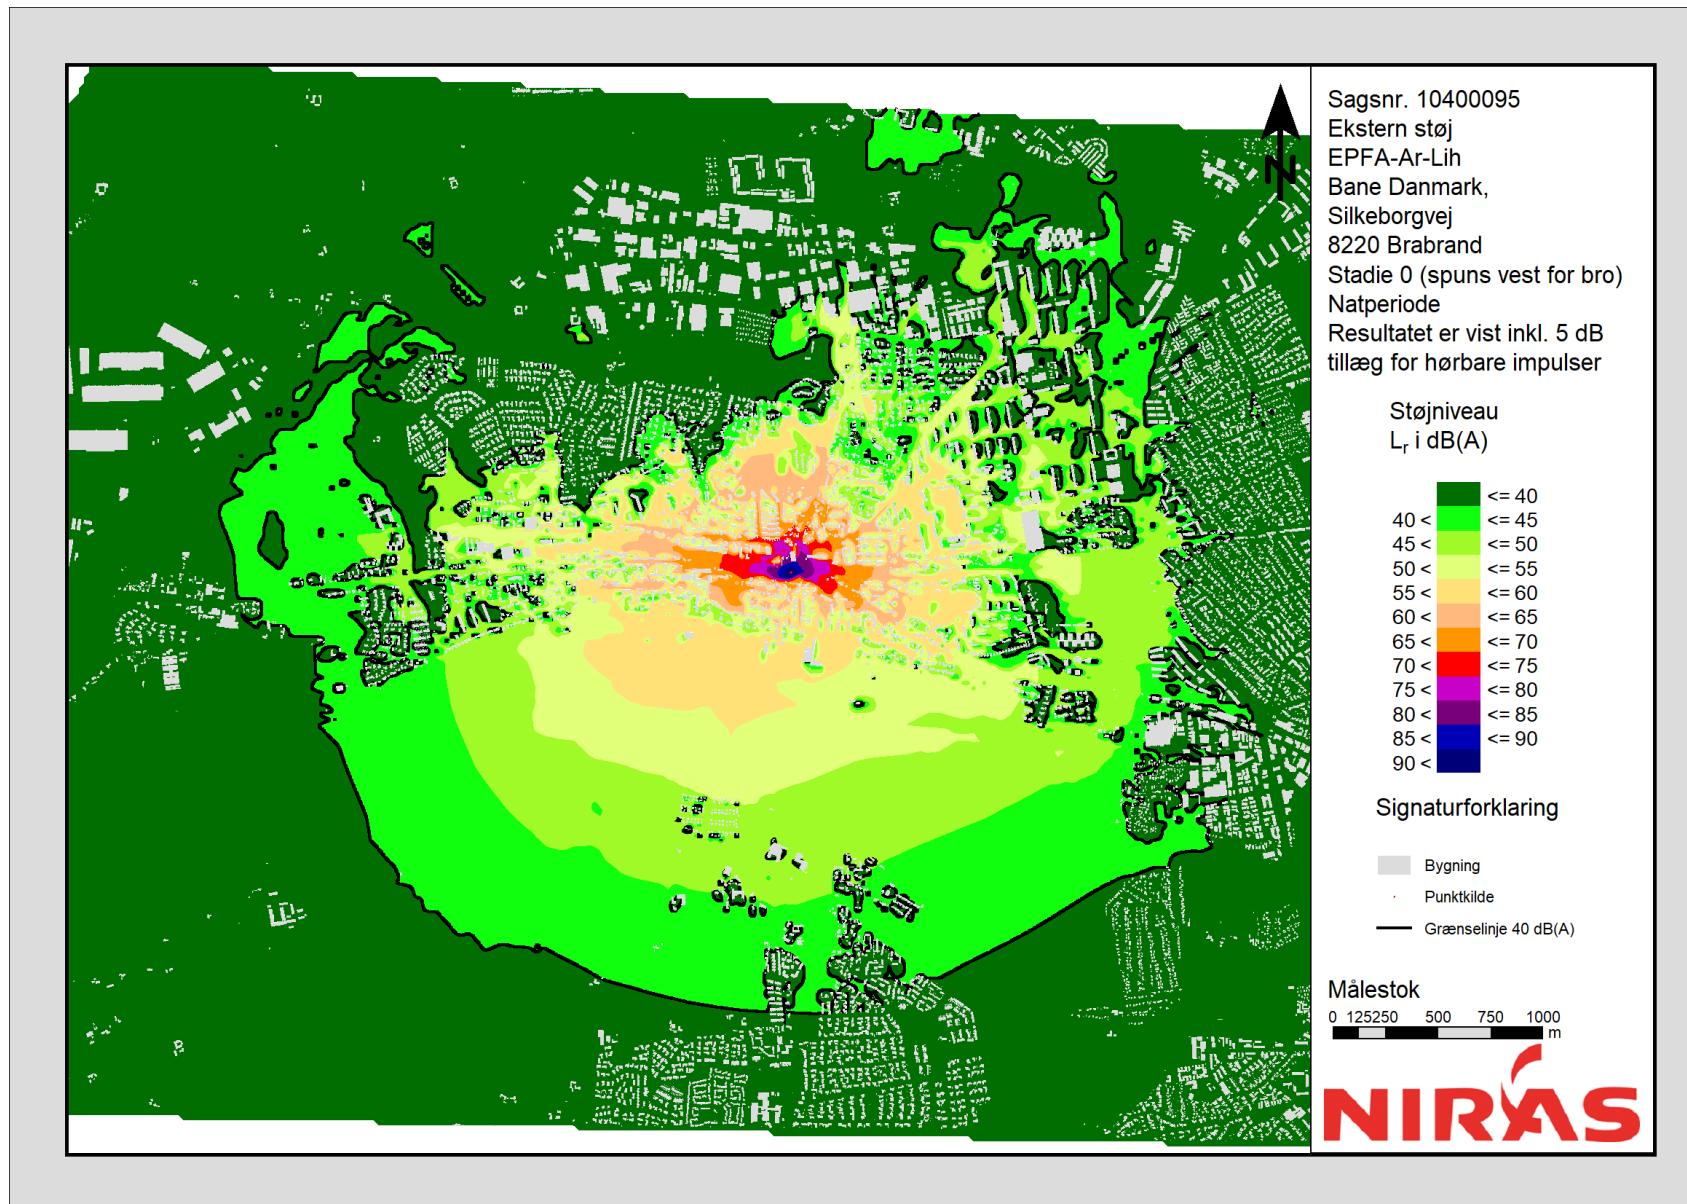 Sagsnr. 10400095
Ekstern støj
EPFA-Ar-Lih
Bane Danmark,
Silkeborgvej
8220 Brabrand
Stadie 0 (spuns vest for bro)
Natperiode
Resultatet er vist inkl. 5 dB
tillæg for hørbare impulser
Støjniveau
Lr i dB(A)
<= 40
40 < <= 45
45 < <= 50
50 < <= 55
55 < <= 60
60 < <= 65
65 < <= 70
70 < <= 75
75 < <= 80
80 < <= 85
85 < <= 90
90 <
Signaturforklaring
Bygning
Punktkilde
Grænselinje 40 dB(A)
Målestok
0 125250 500 750 1000
m
NIRAS
N